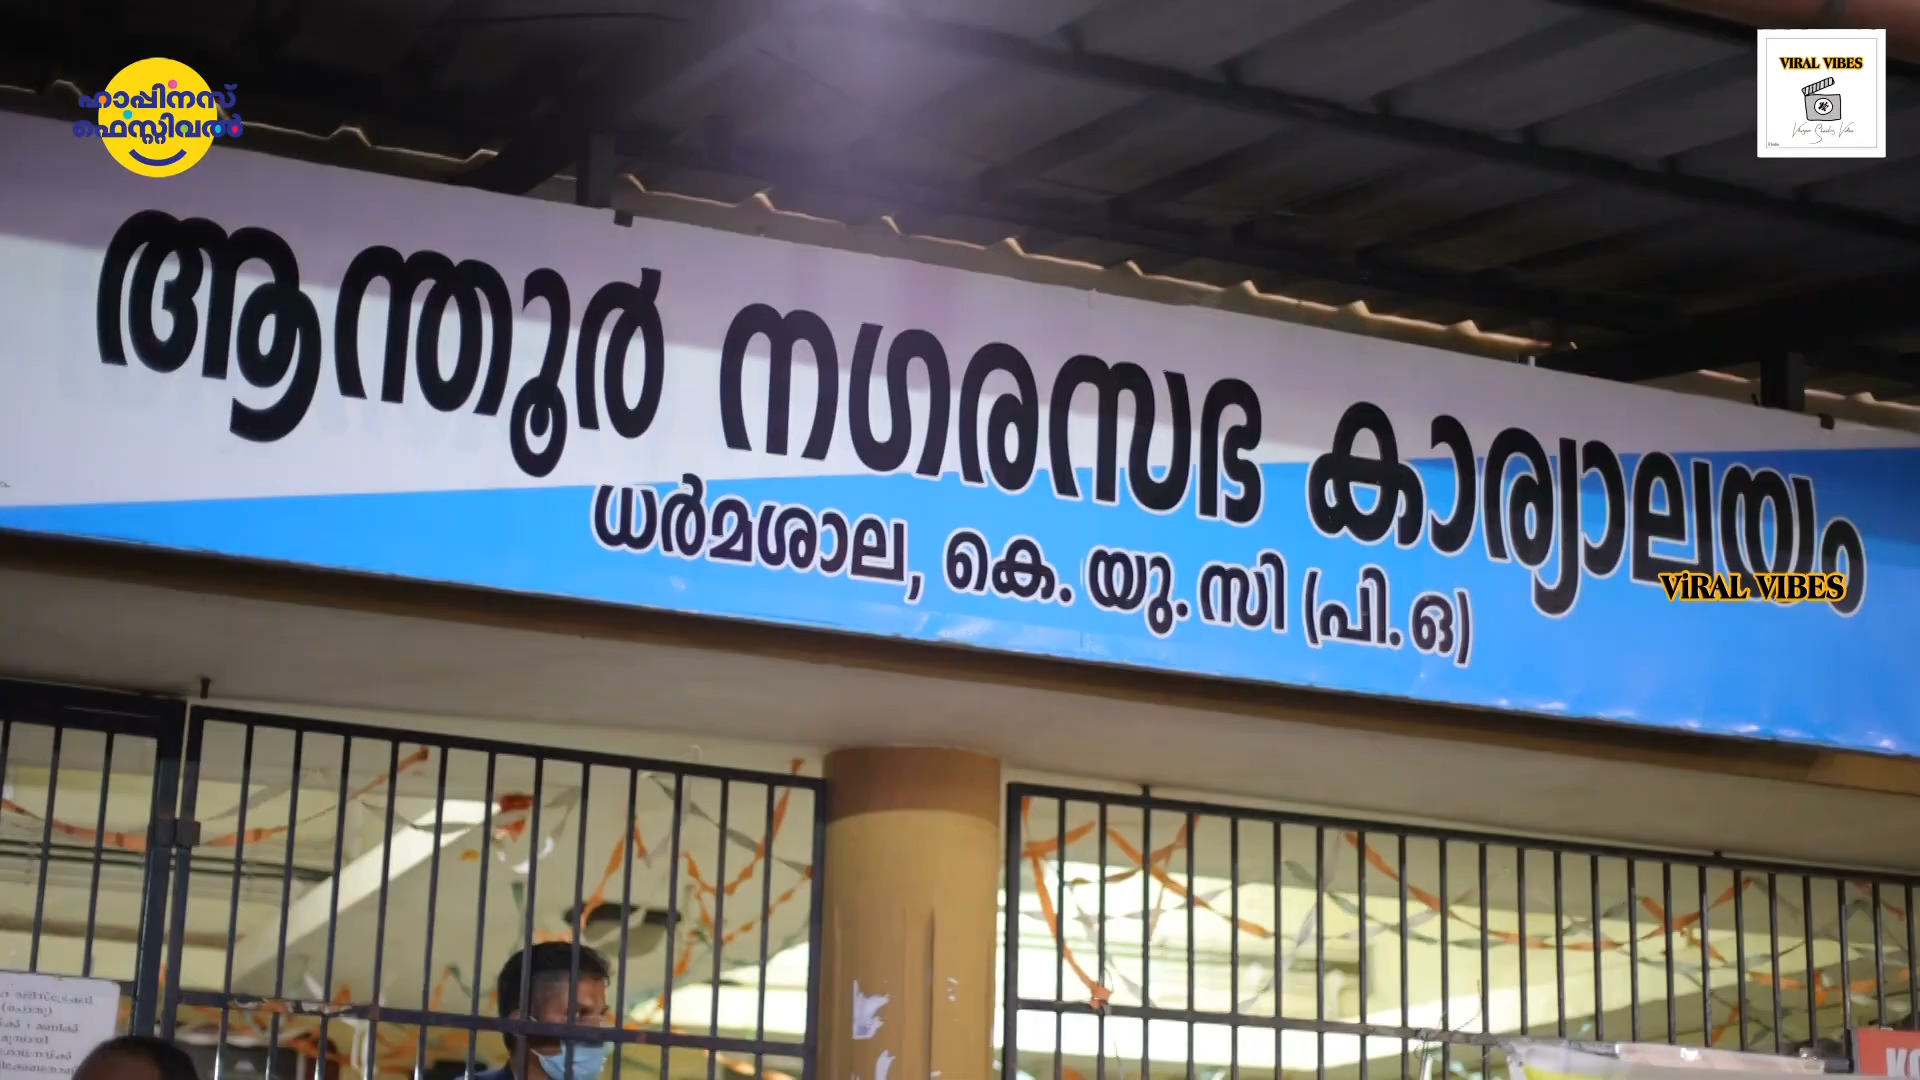 ഹാപ്പിനസ്
ഫെസ്റ്റിവൽ
VIRAL VIBES
ആന്തൂർ നഗരസഭ കാര്യാലയം
ധർമശാല, കെ.യു.സി (പ്രി.ഒ)
ViRAL VIBES